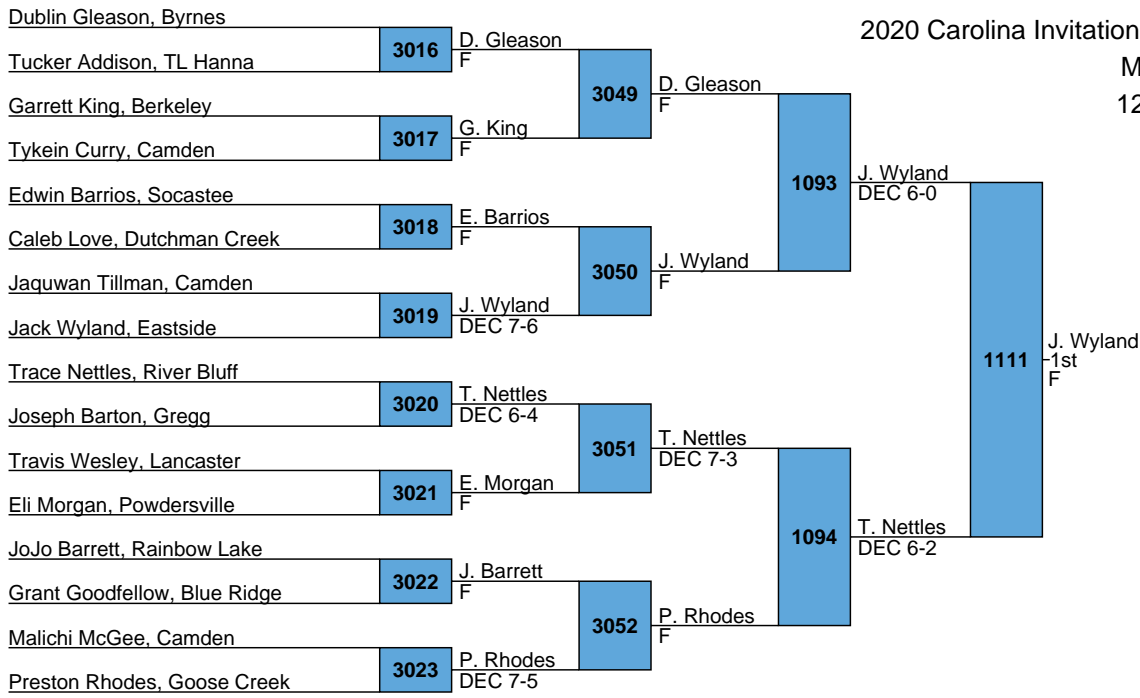 Dublin Gleason, Byrnes
2020 Carolina Invitation
3016
D. Gleason
F
Tucker Addison, TL Hanna
M
3049
D. Gleason
F
Garrett King, Berkeley
12
3017
G. King
F
Tykein Curry, Camden
1093
J. Wyland
DEC 6-0
Edwin Barrios, Socastee
3018
E. Barrios
F
Caleb Love, Dutchman Creek
3050
J. Wyland
F
Jaquwan Tillman, Camden
3019
J. Wyland
DEC 7-6
Jack Wyland, Eastside
1111
J. Wyland
1st
F
Trace Nettles, River Bluff
3020
T. Nettles
DEC 6-4
Joseph Barton, Gregg
3051
T. Nettles
DEC 7-3
Travis Wesley, Lancaster
3021
E. Morgan
F
Eli Morgan, Powdersville
1094
T. Nettles
DEC 6-2
JoJo Barrett, Rainbow Lake
3022
J. Barrett
F
Grant Goodfellow, Blue Ridge
3052
P. Rhodes
F
Malichi McGee, Camden
3023
P. Rhodes
DEC 7-5
Preston Rhodes, Goose Creek